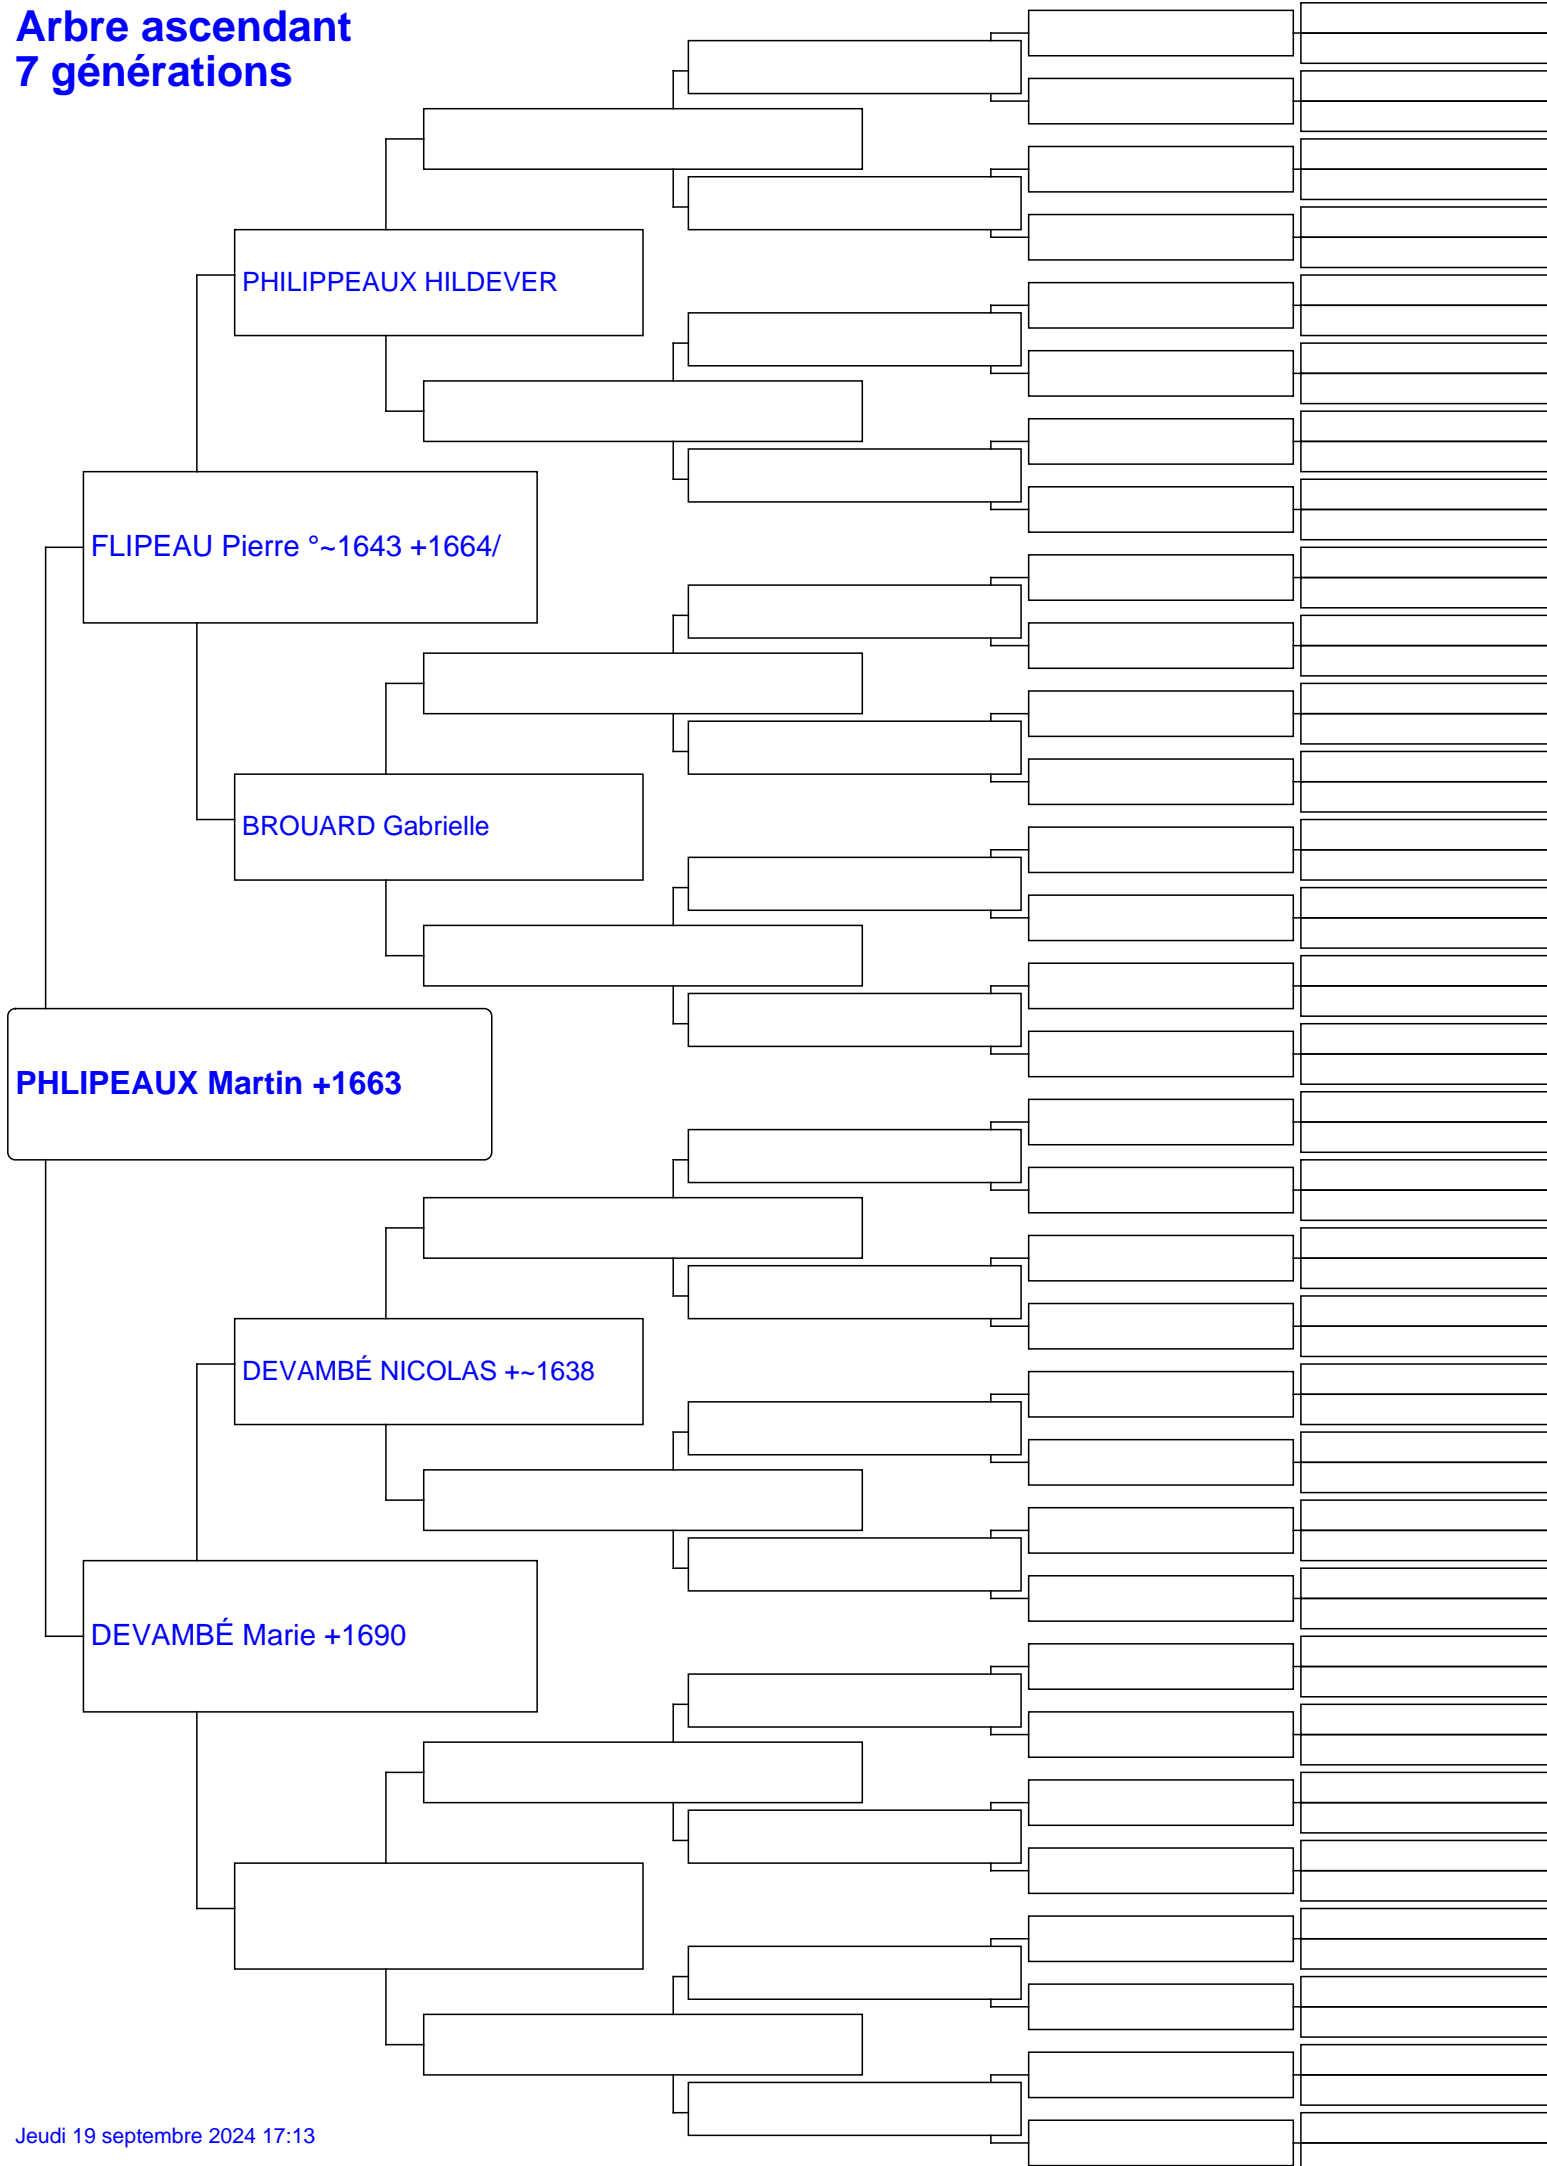 Arbre ascendant
7 générations
PHILIPPEAUX HILDEVER
FLIPEAU Pierre °~1643 +1664/
BROUARD Gabrielle
PHLIPEAUX Martin +1663
DEVAMBÉ NICOLAS +~1638
DEVAMBÉ Marie +1690
Jeudi 19 septembre 2024 17:13